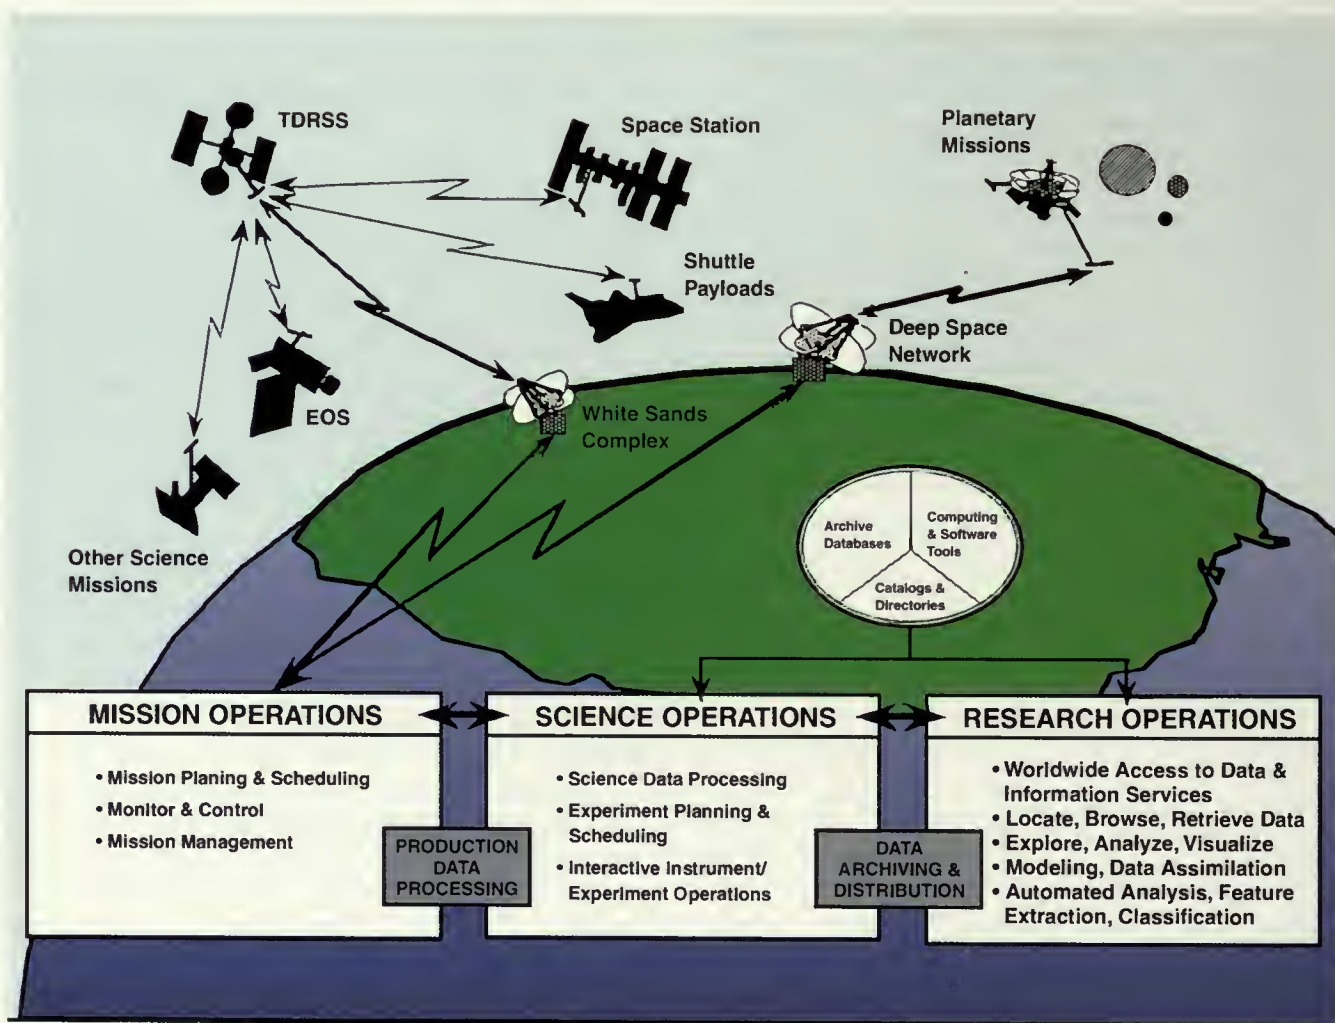 TDRSS
Space Station
Planetary
Missions
Shuttle
Payloads
Deep Space
Network
EOS
White Sands
Complex
Other Science
Missions
Archive
Databases
Computing
& Software
Tools
Catalogs &
Directories
MISSION OPERATIONS
• Mission Planing & Scheduling
• Monitor & Control
• Mission Management
PRODUCTION
DATA
PROCESSING
SCIENCE OPERATIONS
• Science Data Processing
• Experiment Planning &
Scheduling
• Interactive Instrument/
Experiment Operations
DATA
ARCHIVING &
DISTRIBUTION
RESEARCH OPERATIONS
• Worldwide Access to Data &
Information Services
• Locate, Browse, Retrieve Data
• Explore, Analyze, Visualize
• Modeling, Data Assimilation
• Automated Analysis, Feature
Extraction, Classification